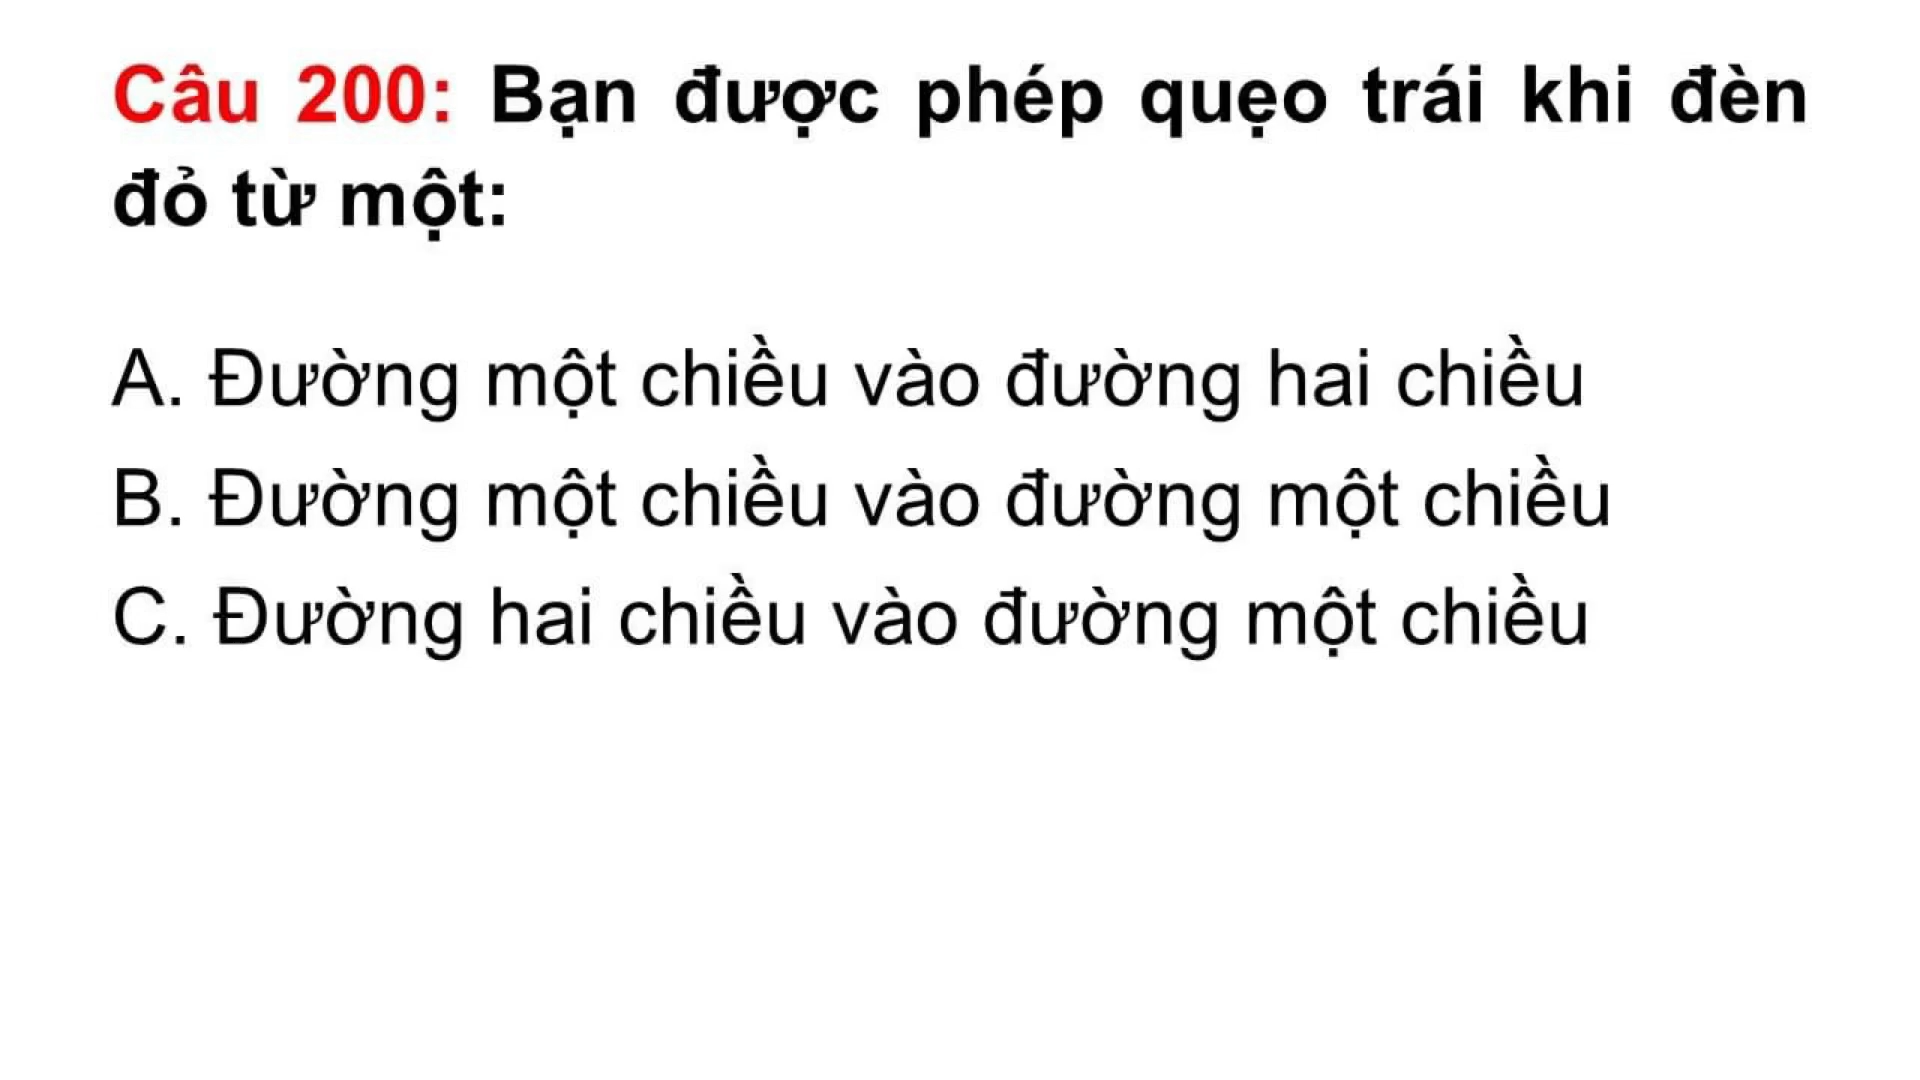 Câu 200: Bạn được phép quẹo trái khi đèn
đỏ từ một:
A. Đường một chiều vào đường hai chiều
B. Đường một chiều vào đường một chiều
C. Đường hai chiều vào đường một chiều